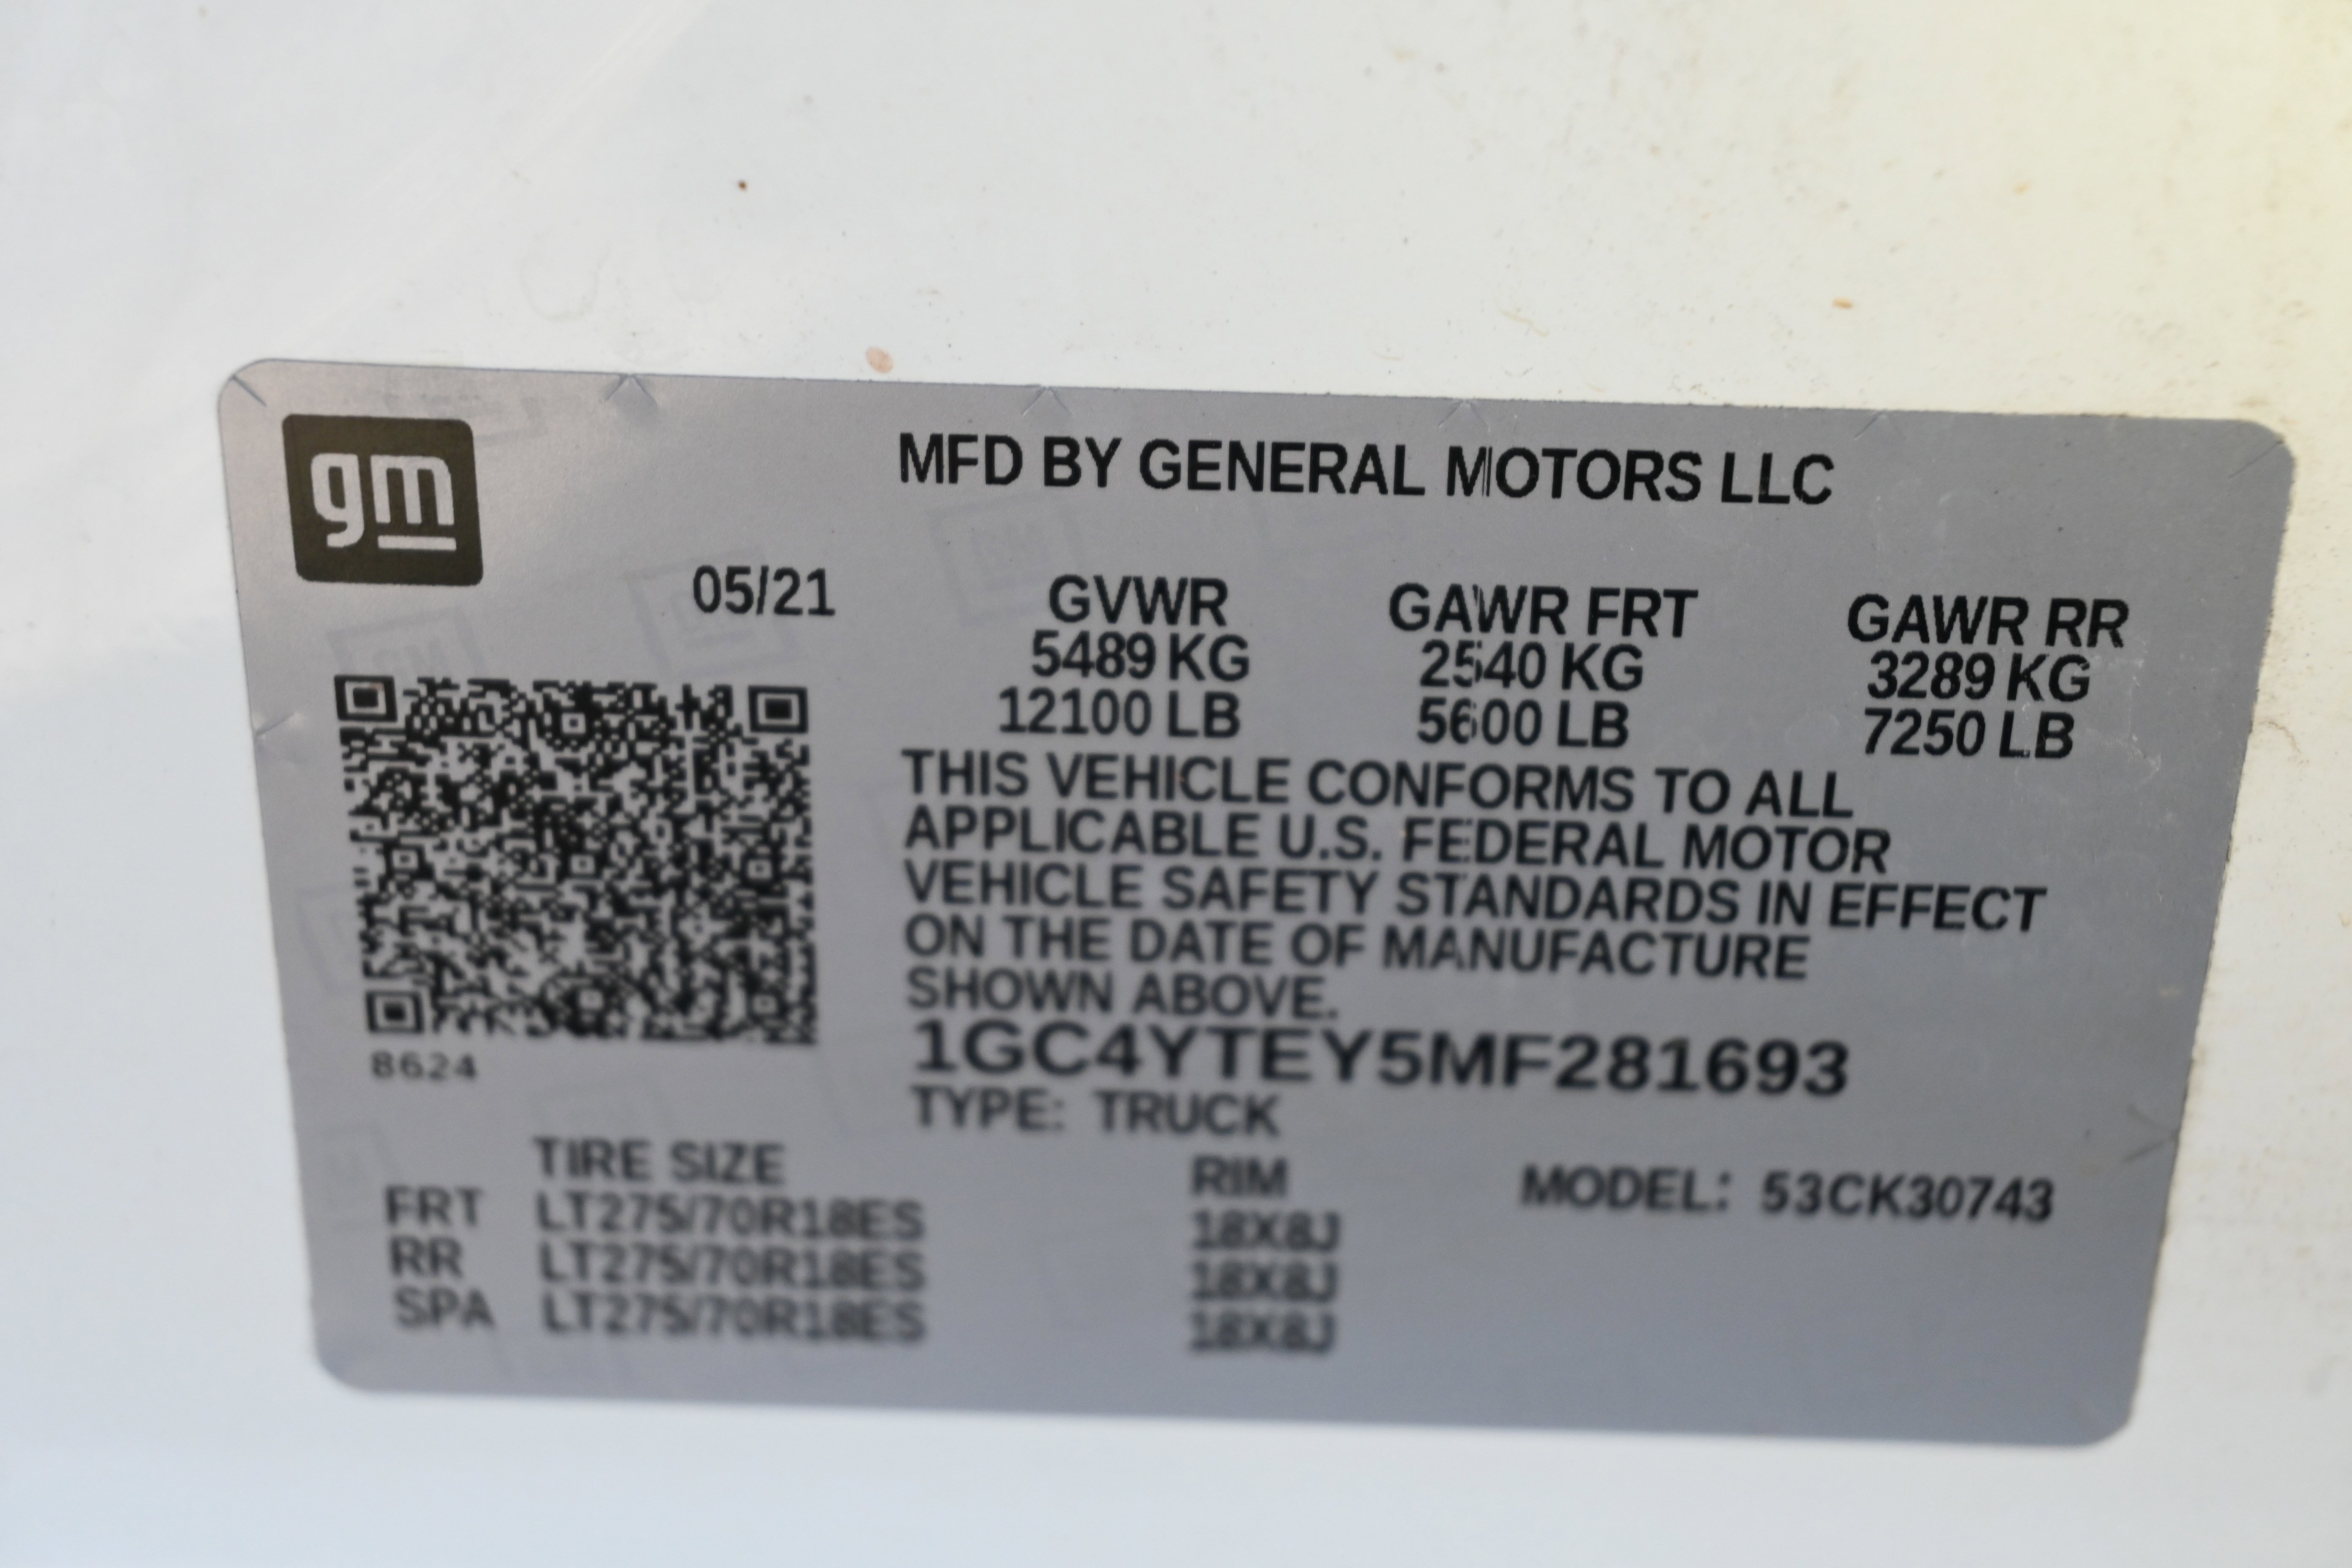 gm
MFD BY GENERAL MOTORS LLC
05/21
GVWR GAWR FRT GAWR RR
5489 KG 2540 KG 3289 KG
12100 LB 5600 LB 7250 LB
THIS VEHICLE CONFORMS TO ALL
APPLICABLE U.S. FEDERAL MOTOR
VEHICLE SAFETY STANDARDS IN EFFECT
ON THE DATE OF MANUFACTURE
SHOWN ABOVE.
8624
1GC4YTEY5MF281693
TYPE: TRUCK
TIRE SIZE RIM MODEL: 53CK30743
FRT LT275/70R18ES 18X8J
RR LT275/70R18ES 18X8J
SPA LT275/70R18ES 18X8J